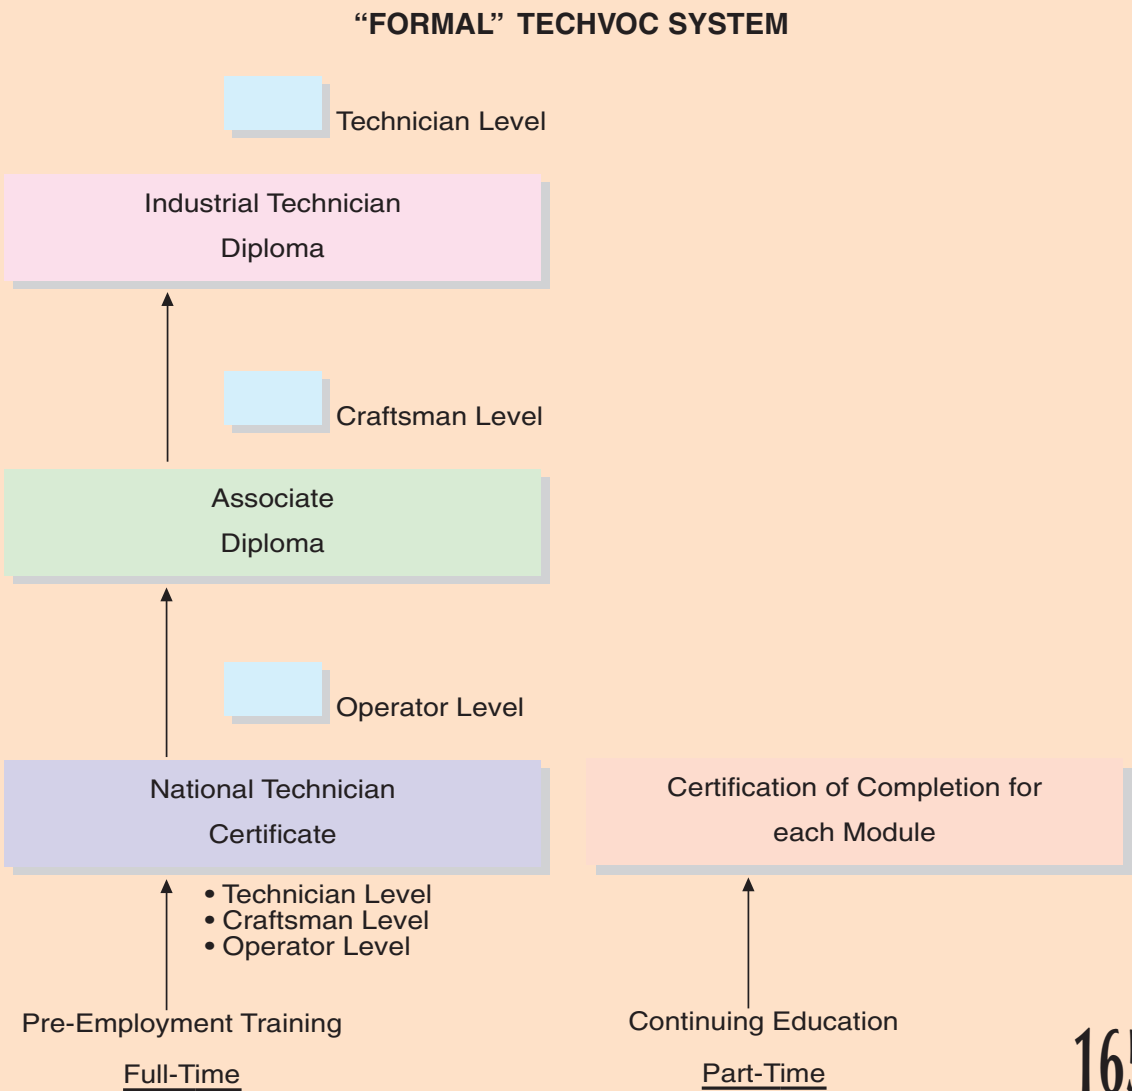 “FORMAL” TECHVOC SYSTEM
Technician Level
Industrial Technician
Diploma
Craftsman Level
Associate
Diploma
Operator Level
National Technician
Certificate
• Technician Level
• Craftsman Level
• Operator Level
Pre-Employment Training
Full-Time
Certification of Completion for
each Module
Continuing Education
Part-Time
165